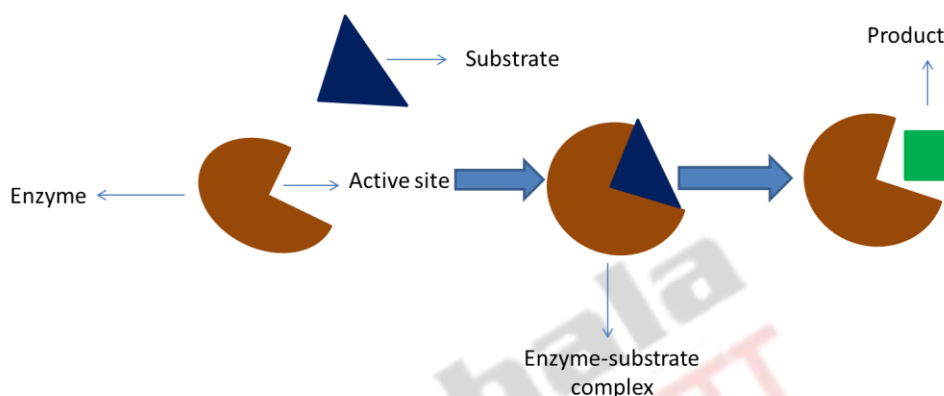 Product
Substrate
Enzyme
Active site
Enzyme-substrate
complex